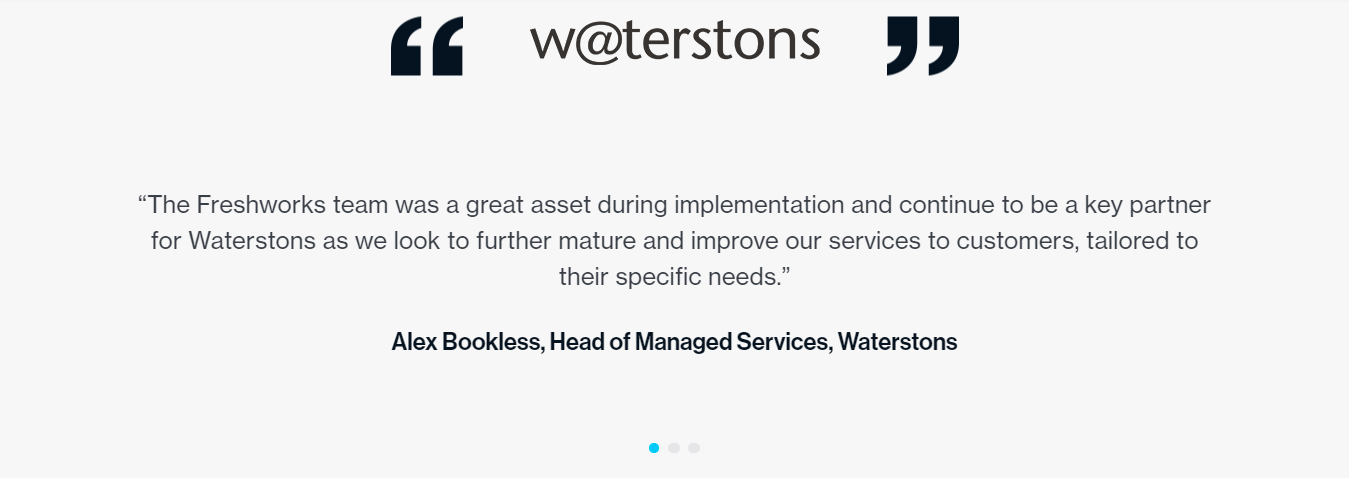 w@terstons
“The Freshworks team was a great asset during implementation and continue to be a key partner
for Waterstons as we look to further mature and improve our services to customers, tailored to
their specific needs.”
Alex Bookless, Head of Managed Services, Waterstons